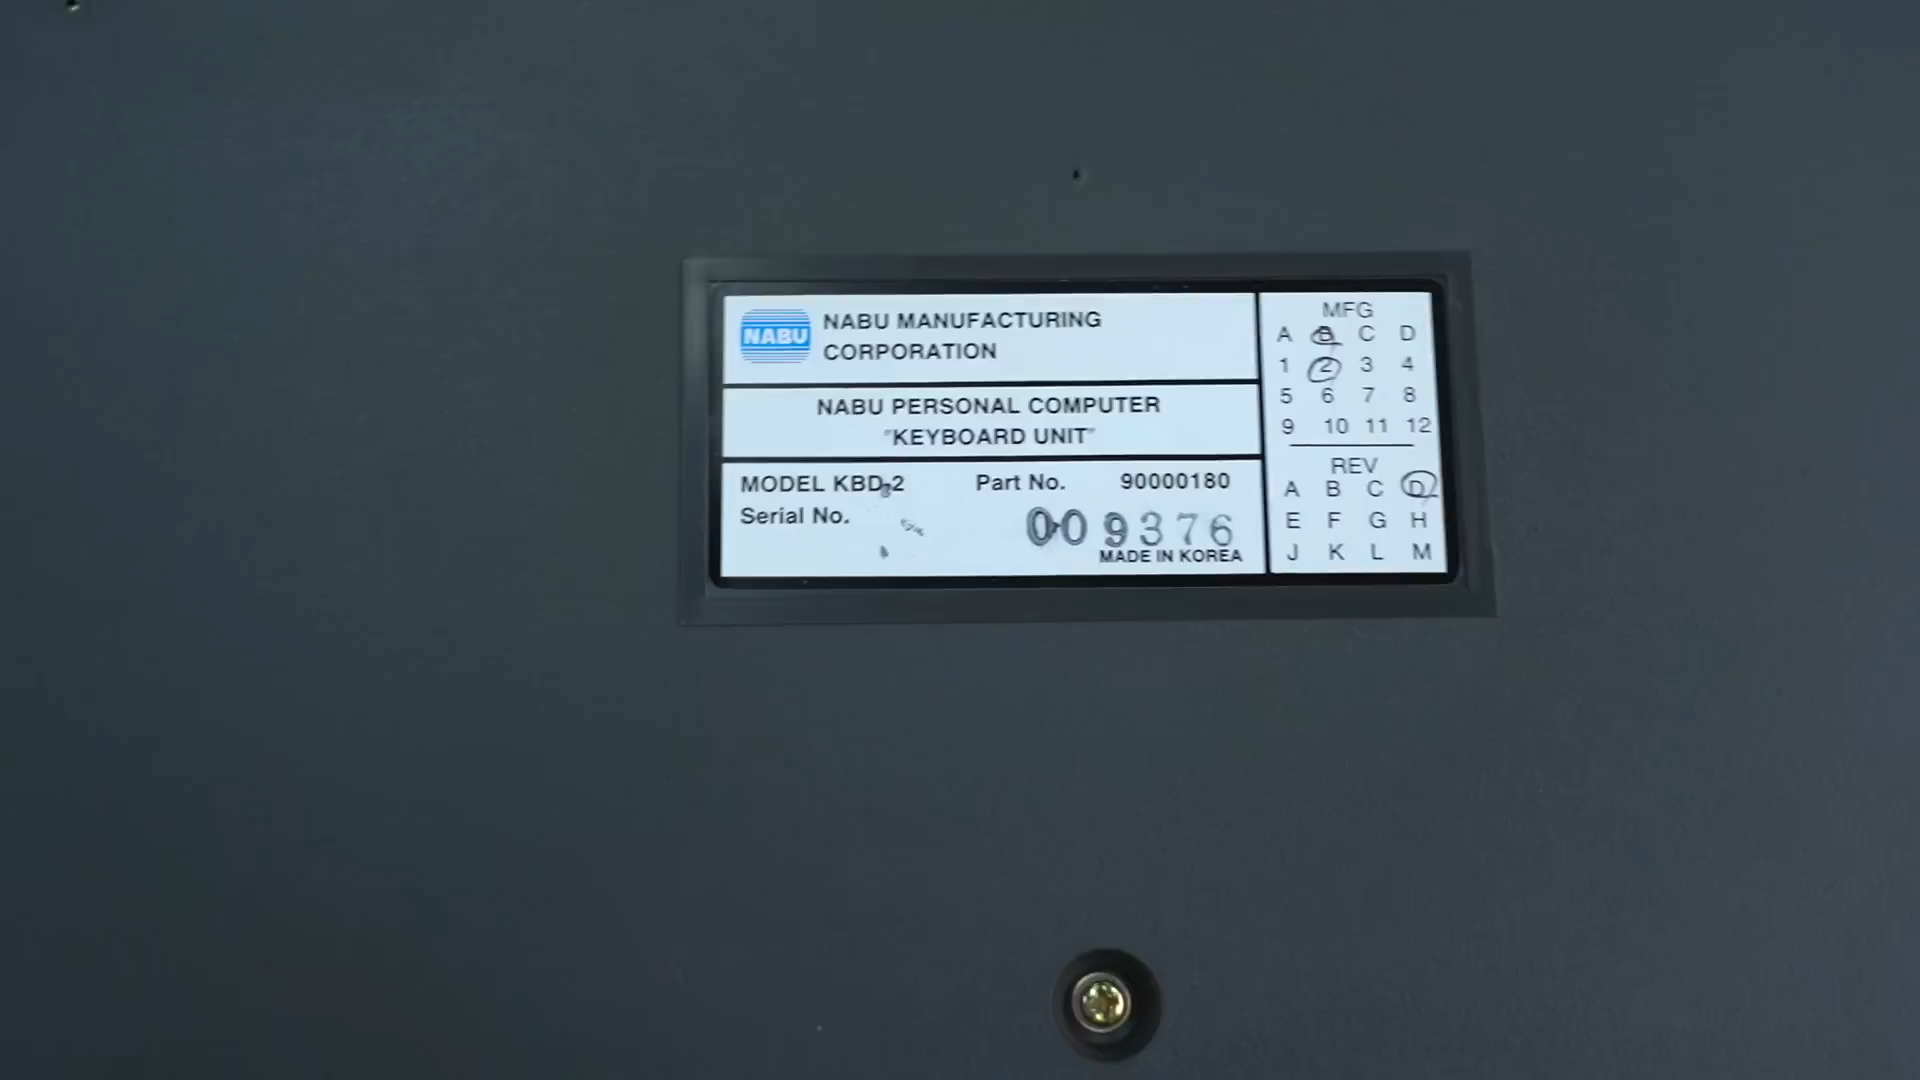 NABU
NABU MANUFACTURING
CORPORATION
NABU PERSONAL COMPUTER
"KEYBOARD UNIT"
MODEL KBD-2 Part No. 90000180
Serial No. 009376
MADE IN KOREA
MFG
A B C D
1 2 3 4
5 6 7 8
9 10 11 12
REV
A B C D
E F G H
J K L M